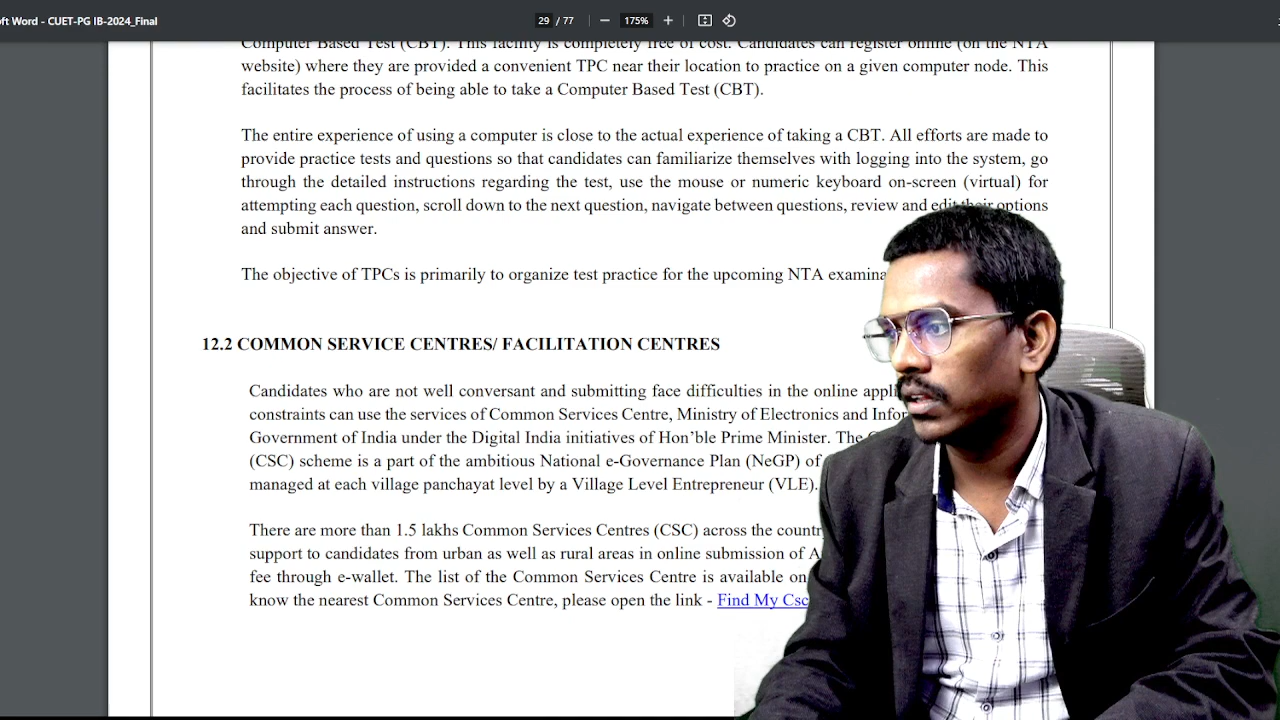 oft Word - CUET-PG IB-2024_Final
29 / 77
175%
Computer Based Test (CBT). This facility is completely free of cost. Candidates can register online (on the NTA
website) where they are provided a convenient TPC near their location to practice on a given computer node. This
facilitates the process of being able to take a Computer Based Test (CBT).
The entire experience of using a computer is close to the actual experience of taking a CBT. All efforts are made to
provide practice tests and questions so that candidates can familiarize themselves with logging into the system, go
through the detailed instructions regarding the test, use the mouse or numeric keyboard on-screen (virtual) for
attempting each question, scroll down to the next question, navigate between questions, review and edit their options
and submit answer.
The objective of TPCs is primarily to organize test practice for the upcoming NTA examina
12.2 COMMON SERVICE CENTRES/ FACILITATION CENTRES
Candidates who are not well conversant and submitting face difficulties in the online appli
constraints can use the services of Common Services Centre, Ministry of Electronics and Infor
Government of India under the Digital India initiatives of Hon’ble Prime Minister. The
(CSC) scheme is a part of the ambitious National e-Governance Plan (NeGP) of
managed at each village panchayat level by a Village Level Entrepreneur (VLE).
There are more than 1.5 lakhs Common Services Centres (CSC) across the country
support to candidates from urban as well as rural areas in online submission of A
fee through e-wallet. The list of the Common Services Centre is available on
know the nearest Common Services Centre, please open the link - Find My Csc